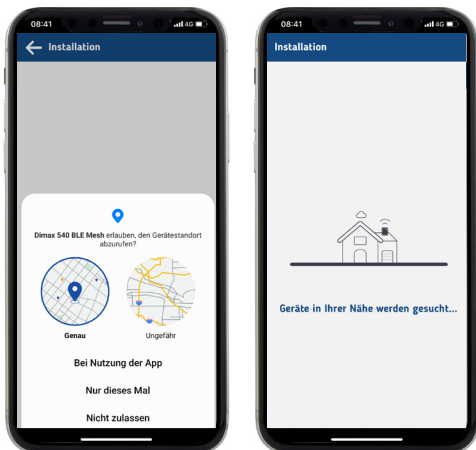 08:41
4G
Installation
Dimax 540 BLE Mesh erlauben, den Gerätestandort
abzurufen?
Genau
Ungefähr
Bei Nutzung der App
Nur dieses Mal
Nicht zulassen
08:41
4G
Installation
Geräte in Ihrer Nähe werden gesucht...